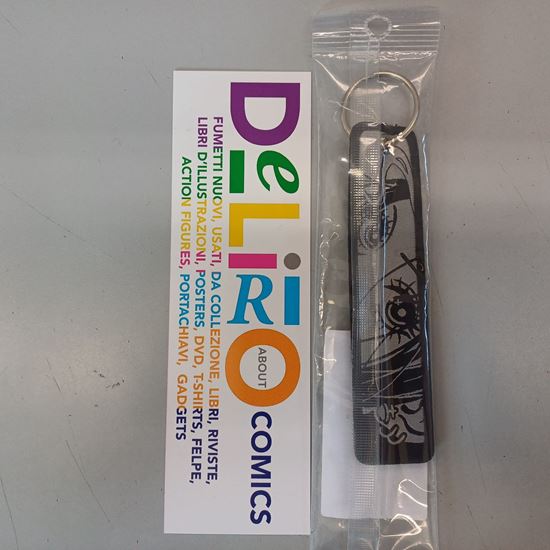 DeLIRiO
ABOUT
COMICS
FUMETTI NUOVI, USATI, DA COLLEZIONE, LIBRI, RIVISTE,
LIBRI D'ILLUSTRAZIONI, POSTERS, DVD, T-SHIRTS, FELPE,
ACTION FIGURES, PORTACHIAVI, GADGETS